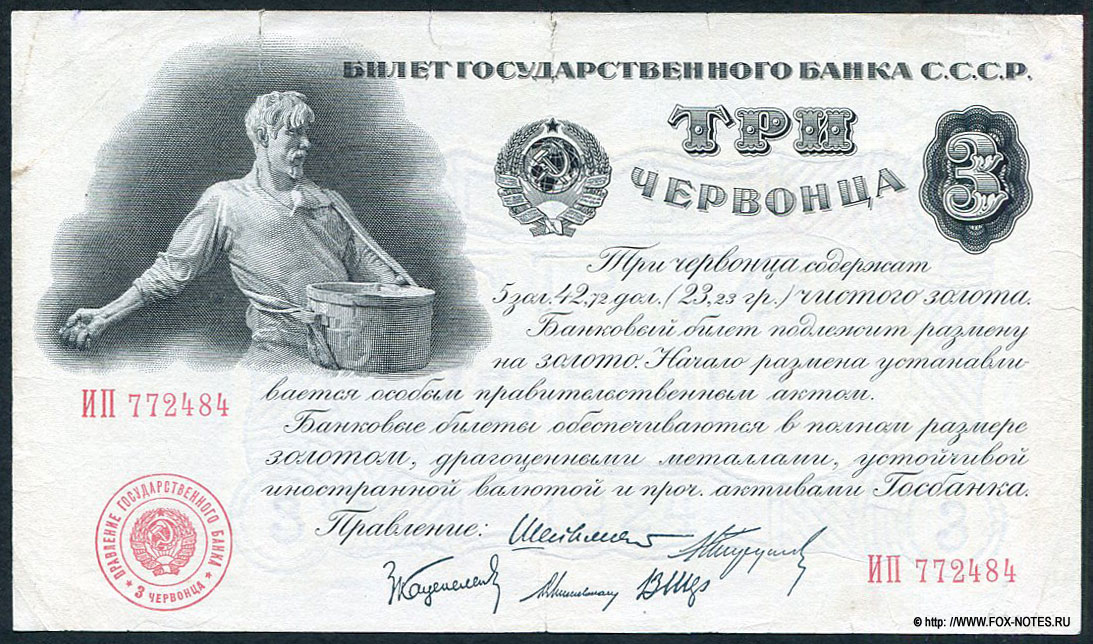 БИЛЕТ ГОСУДАРСТВЕННОГО БАНКА С.С.С.Р.
ТРИ
ЧЕРВОНЦА
3
Три червонца содержат
5 зол. 42,72 дол. (23,23 гр.) чистого золота.
Банковый билет подлежит размену
на золото. Начало размена устанавли-
вается особым правительственным актом.
Банковые билеты обеспечиваются в полном размере
золотом, драгоценными металлами, устойчивой
иностранной валютой и проч. активами Госбанка.
Правление:
ИП 772484
ПРАВЛЕНИЕ ГОСУДАРСТВЕННОГО БАНКА
3 ЧЕРВОНЦА
ИП 772484
© http: //WWW.FOX-NOTES.RU